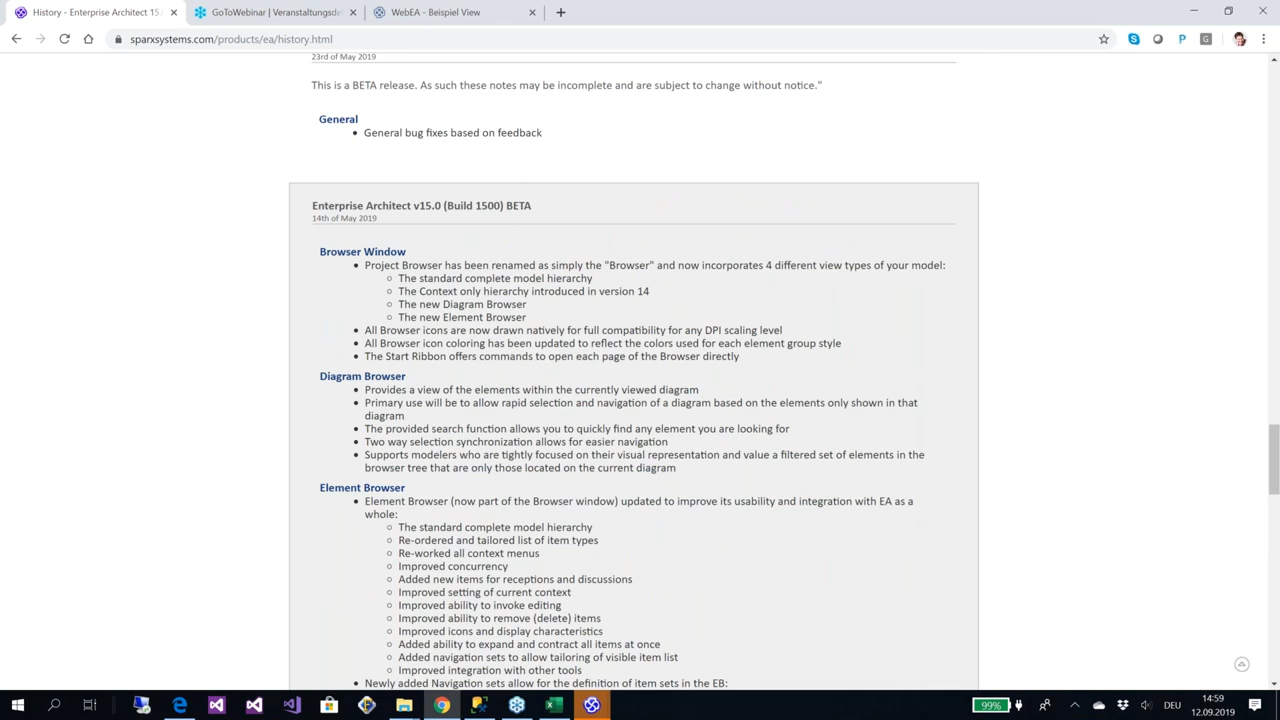 History - Enterprise Architect 15.
GoToWebinar | Veranstaltungsde
WebEA - Beispiel View
sparxsystems.com/products/ea/history.html
23rd of May 2019
This is a BETA release. As such these notes may be incomplete and are subject to change without notice."
General
General bug fixes based on feedback
Enterprise Architect v15.0 (Build 1500) BETA
14th of May 2019
Browser Window
Project Browser has been renamed as simply the "Browser" and now incorporates 4 different view types of your model:
The standard complete model hierarchy
The Context only hierarchy introduced in version 14
The new Diagram Browser
The new Element Browser
All Browser icons are now drawn natively for full compatibility for any DPI scaling level
All Browser icon coloring has been updated to reflect the colors used for each element group style
The Start Ribbon offers commands to open each page of the Browser directly
Diagram Browser
Provides a view of the elements within the currently viewed diagram
Primary use will be to allow rapid selection and navigation of a diagram based on the elements only shown in that
diagram
The provided search function allows you to quickly find any element you are looking for
Two way selection synchronization allows for easier navigation
Supports modelers who are tightly focused on their visual representation and value a filtered set of elements in the
browser tree that are only those located on the current diagram
Element Browser
Element Browser (now part of the Browser window) updated to improve its usability and integration with EA as a
whole:
The standard complete model hierarchy
Re-ordered and tailored list of item types
Re-worked all context menus
Improved concurrency
Added new items for receptions and discussions
Improved setting of current context
Improved ability to invoke editing
Improved ability to remove (delete) items
Improved icons and display characteristics
Added ability to expand and contract all items at once
Added navigation sets to allow tailoring of visible item list
Improved integration with other tools
Newly added Navigation sets allow for the definition of item sets in the EB:
99%
DEU
14:59
12.09.2019